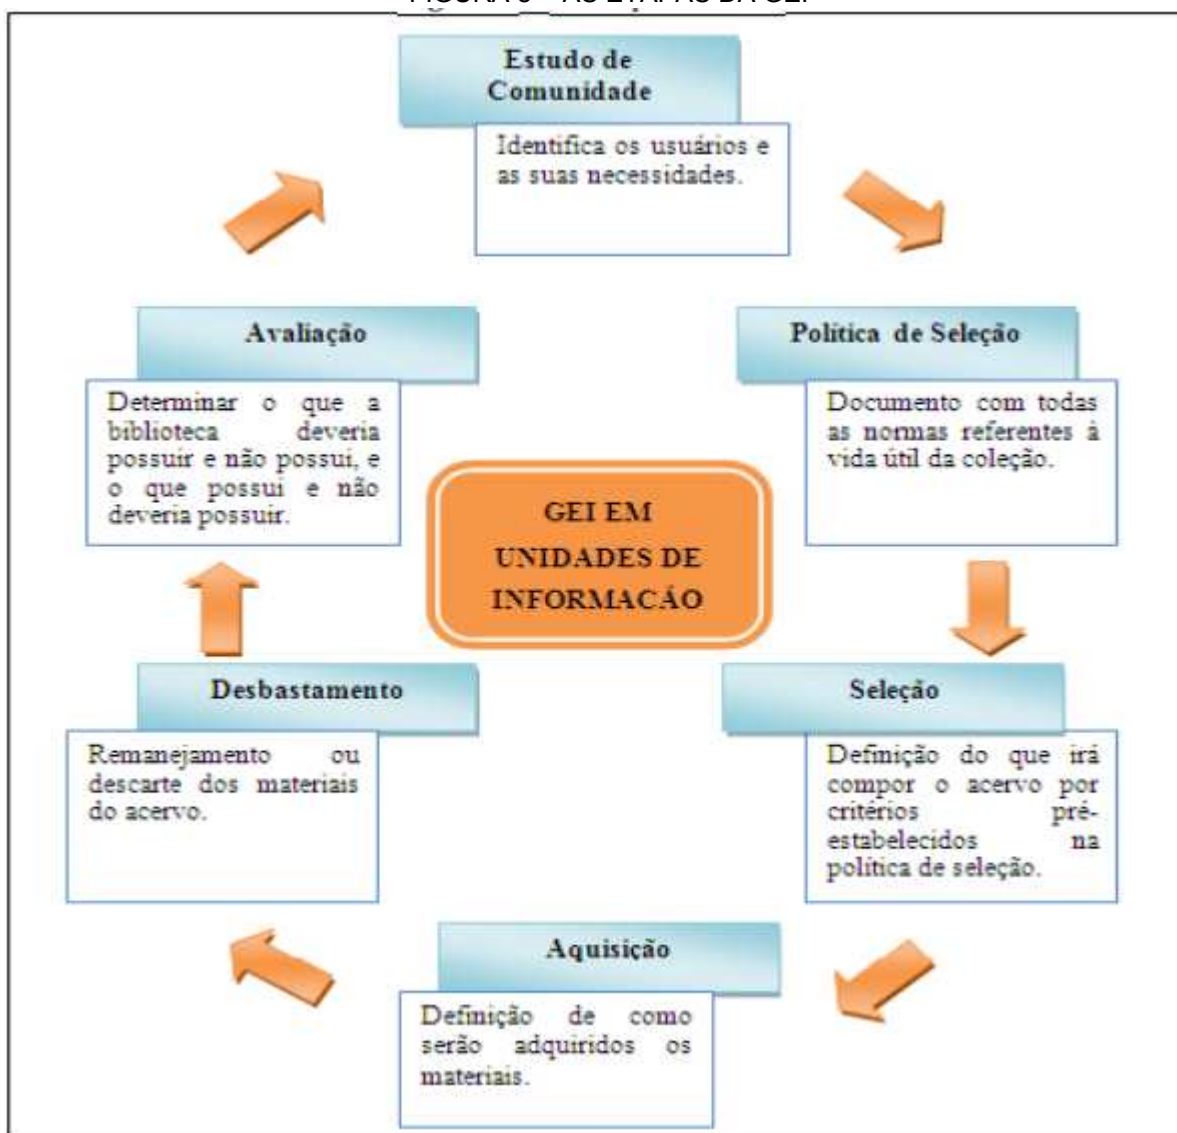 Estudo de
Comunidade
Identifica os usuários e
as suas necessidades.
Política de Seleção
Documento com todas
as normas referentes à
vida útil da coleção.
Seleção
Definição do que irá
compor o acervo por
critérios pré-
estabelecidos na
política de seleção.
Aquisição
Definição de como
serão adquiridos os
materiais.
Desbastamento
Remanejamento ou
descarte dos materiais
do acervo.
Avaliação
Determinar o que a
biblioteca deveria
possuir e não possui, e
o que possui e não
deveria possuir.
GEI EM
UNIDADES DE
INFORMAÇÃO